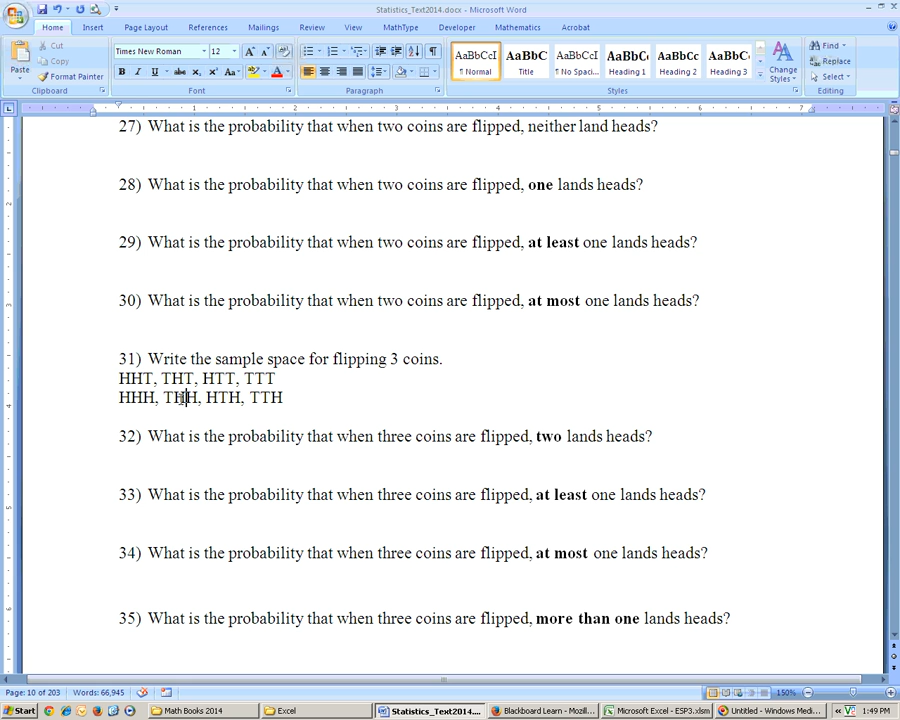 Statistics_Text2014.docx - Microsoft Word
Home Insert Page Layout References Mailings Review View MathType Developer Mathematics Acrobat
Paste
Cut
Copy
Format Painter
Clipboard
Times New Roman 12
Font
Paragraph
AaBbCcI AaBbC AaBbCcI AaBbC AaBbCc AaBbC
¶ Normal Title ¶ No Spaci... Heading 1 Heading 2 Heading 3
Change Styles
Styles
Find
Replace
Select
Editing
27) What is the probability that when two coins are flipped, neither land heads?
28) What is the probability that when two coins are flipped, one lands heads?
29) What is the probability that when two coins are flipped, at least one lands heads?
30) What is the probability that when two coins are flipped, at most one lands heads?
31) Write the sample space for flipping 3 coins.
HHT, THT, HTT, TTT
HHH, THH, HTH, TTH
32) What is the probability that when three coins are flipped, two lands heads?
33) What is the probability that when three coins are flipped, at least one lands heads?
34) What is the probability that when three coins are flipped, at most one lands heads?
35) What is the probability that when three coins are flipped, more than one lands heads?
Page: 10 of 203 Words: 66,945 150%
Start Math Books 2014 Excel Statistics_Text2014.... Blackboard Learn - Mozil... Microsoft Excel - ESP3.xlsm Untitled - Windows Medi... 1:49 PM